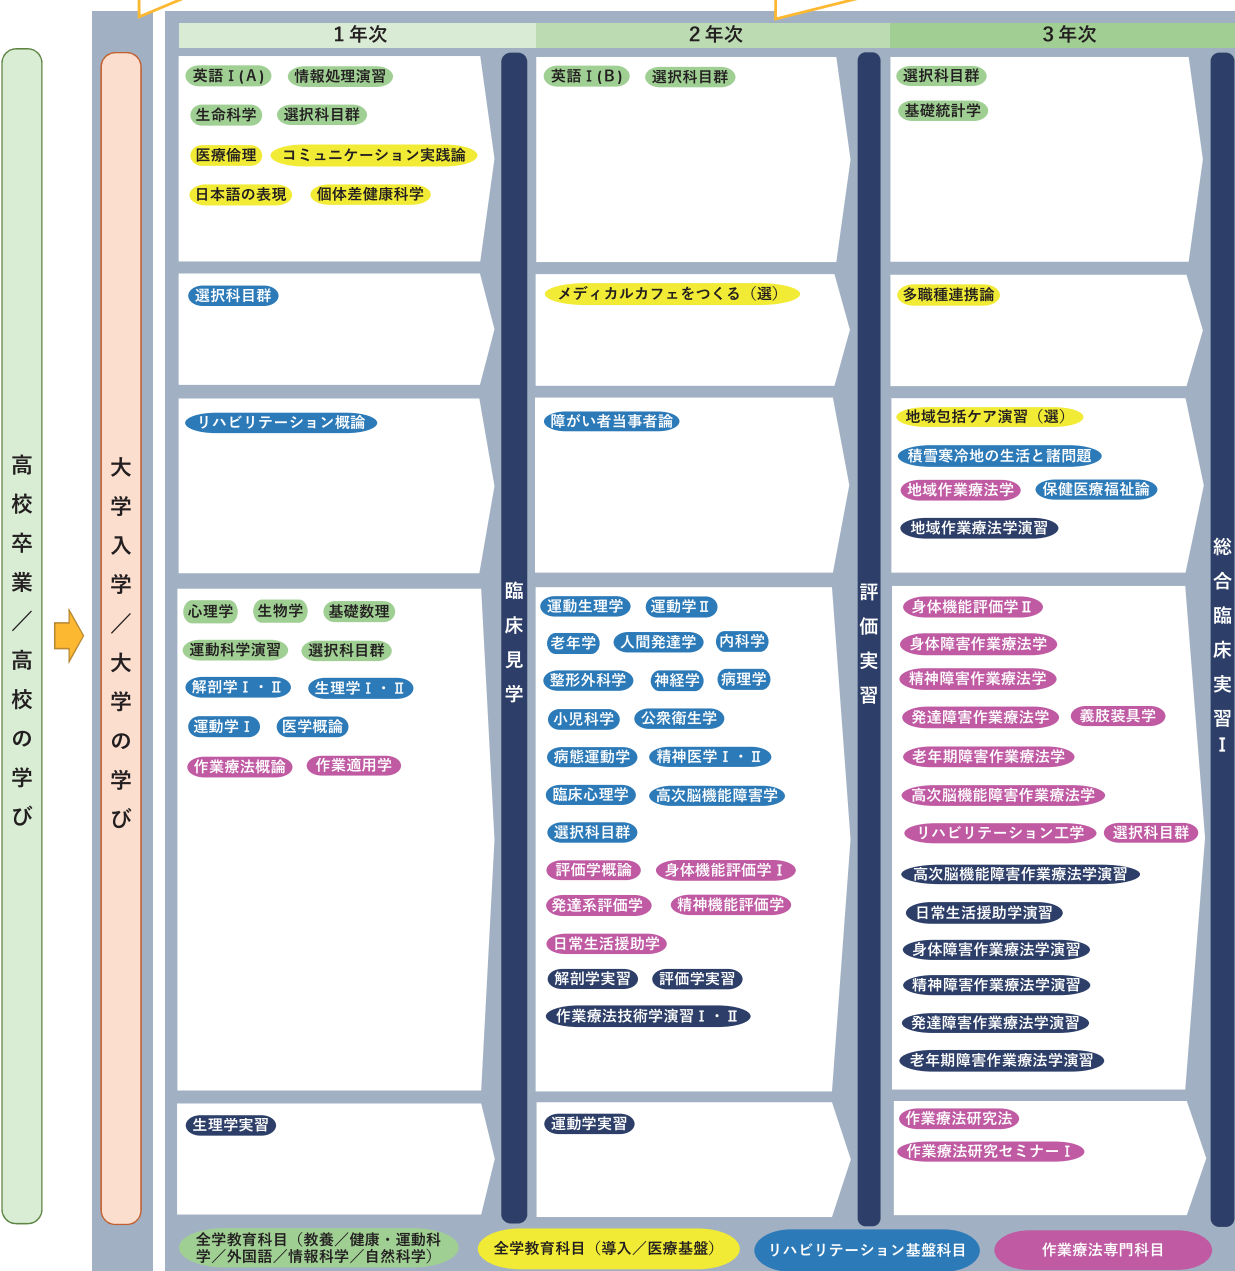 高校卒業／高校の学び
大学入学／大学の学び
1年次
2年次
3年次
英語Ⅰ(A)
情報処理演習
生命科学
選択科目群
医療倫理
コミュニケーション実践論
日本語の表現
個体差健康科学
選択科目群
リハビリテーション概論
心理学
生物学
基礎数理
運動科学演習
選択科目群
解剖学Ⅰ・Ⅱ
生理学Ⅰ・Ⅱ
運動学Ⅰ
医学概論
作業療法概論
作業適用学
生理学実習
臨床見学
英語Ⅰ(B)
選択科目群
メディカルカフェをつくる（選）
障がい者当事者論
運動生理学
運動学Ⅱ
老年学
人間発達学
内科学
整形外科学
神経学
病理学
小児科学
公衆衛生学
病態運動学
精神医学Ⅰ・Ⅱ
臨床心理学
高次脳機能障害学
選択科目群
評価学概論
身体機能評価学Ⅰ
発達系評価学
精神機能評価学
日常生活援助学
解剖学実習
評価学実習
作業療法技術学演習Ⅰ・Ⅱ
運動学実習
評価実習
選択科目群
基礎統計学
多職種連携論
地域包括ケア演習（選）
積雪寒冷地の生活と諸問題
地域作業療法学
保健医療福祉論
地域作業療法学演習
身体機能評価学Ⅱ
身体障害作業療法学
精神障害作業療法学
発達障害作業療法学
義肢装具学
老年期障害作業療法学
高次脳機能障害作業療法学
リハビリテーション工学
選択科目群
高次脳機能障害作業療法学演習
日常生活援助学演習
身体障害作業療法学演習
精神障害作業療法学演習
発達障害作業療法学演習
老年期障害作業療法学演習
作業療法研究法
作業療法研究セミナーⅠ
総合臨床実習Ⅰ
全学教育科目（教養／健康・運動科
学／外国語／情報科学／自然科学）
全学教育科目（導入／医療基盤）
リハビリテーション基盤科目
作業療法専門科目